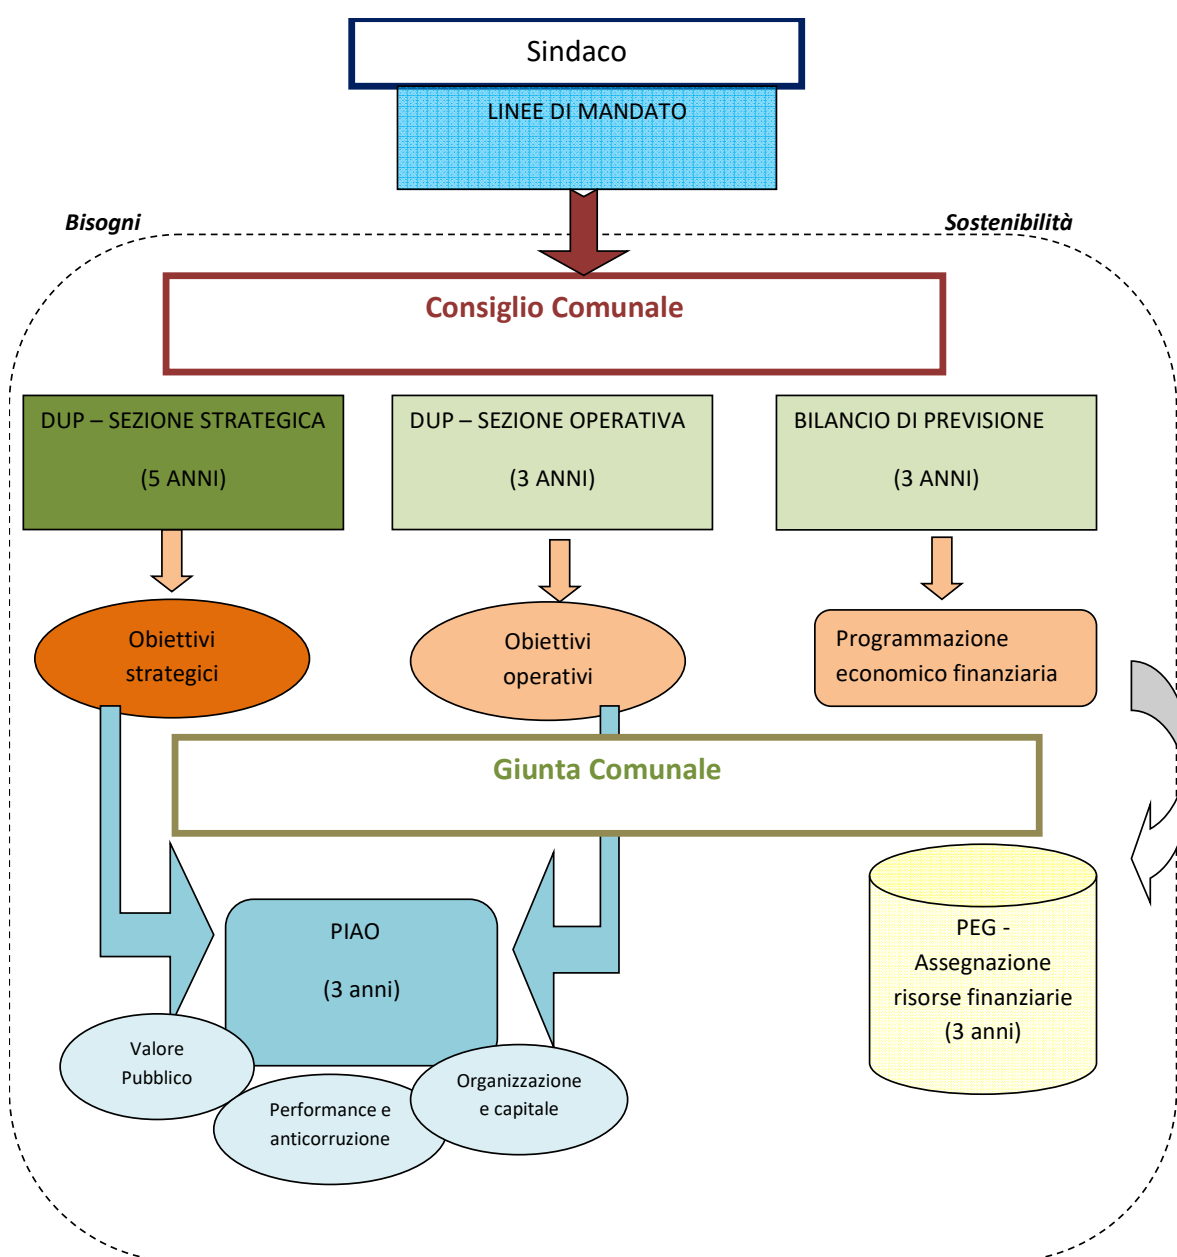 Sindaco
LINEE DI MANDATO
Bisogni
Sostenibilità
Consiglio Comunale
DUP – SEZIONE STRATEGICA
(5 ANNI)
DUP – SEZIONE OPERATIVA
(3 ANNI)
BILANCIO DI PREVISIONE
(3 ANNI)
Obiettivi
strategici
Obiettivi
operativi
Programmazione
economico finanziaria
Giunta Comunale
PIAO
(3 anni)
PEG -
Assegnazione
risorse finanziarie
(3 anni)
Valore
Pubblico
Performance e
anticorruzione
Organizzazione
e capitale